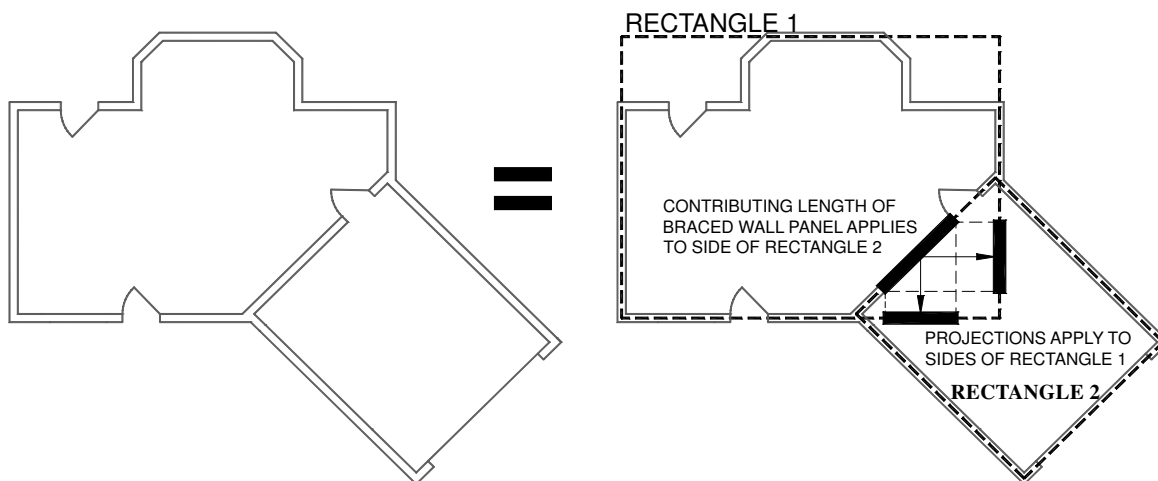 RECTANGLE 1
CONTRIBUTING LENGTH OF
BRACED WALL PANEL APPLIES
TO SIDE OF RECTANGLE 2
PROJECTIONS APPLY TO
SIDES OF RECTANGLE 1
RECTANGLE 2